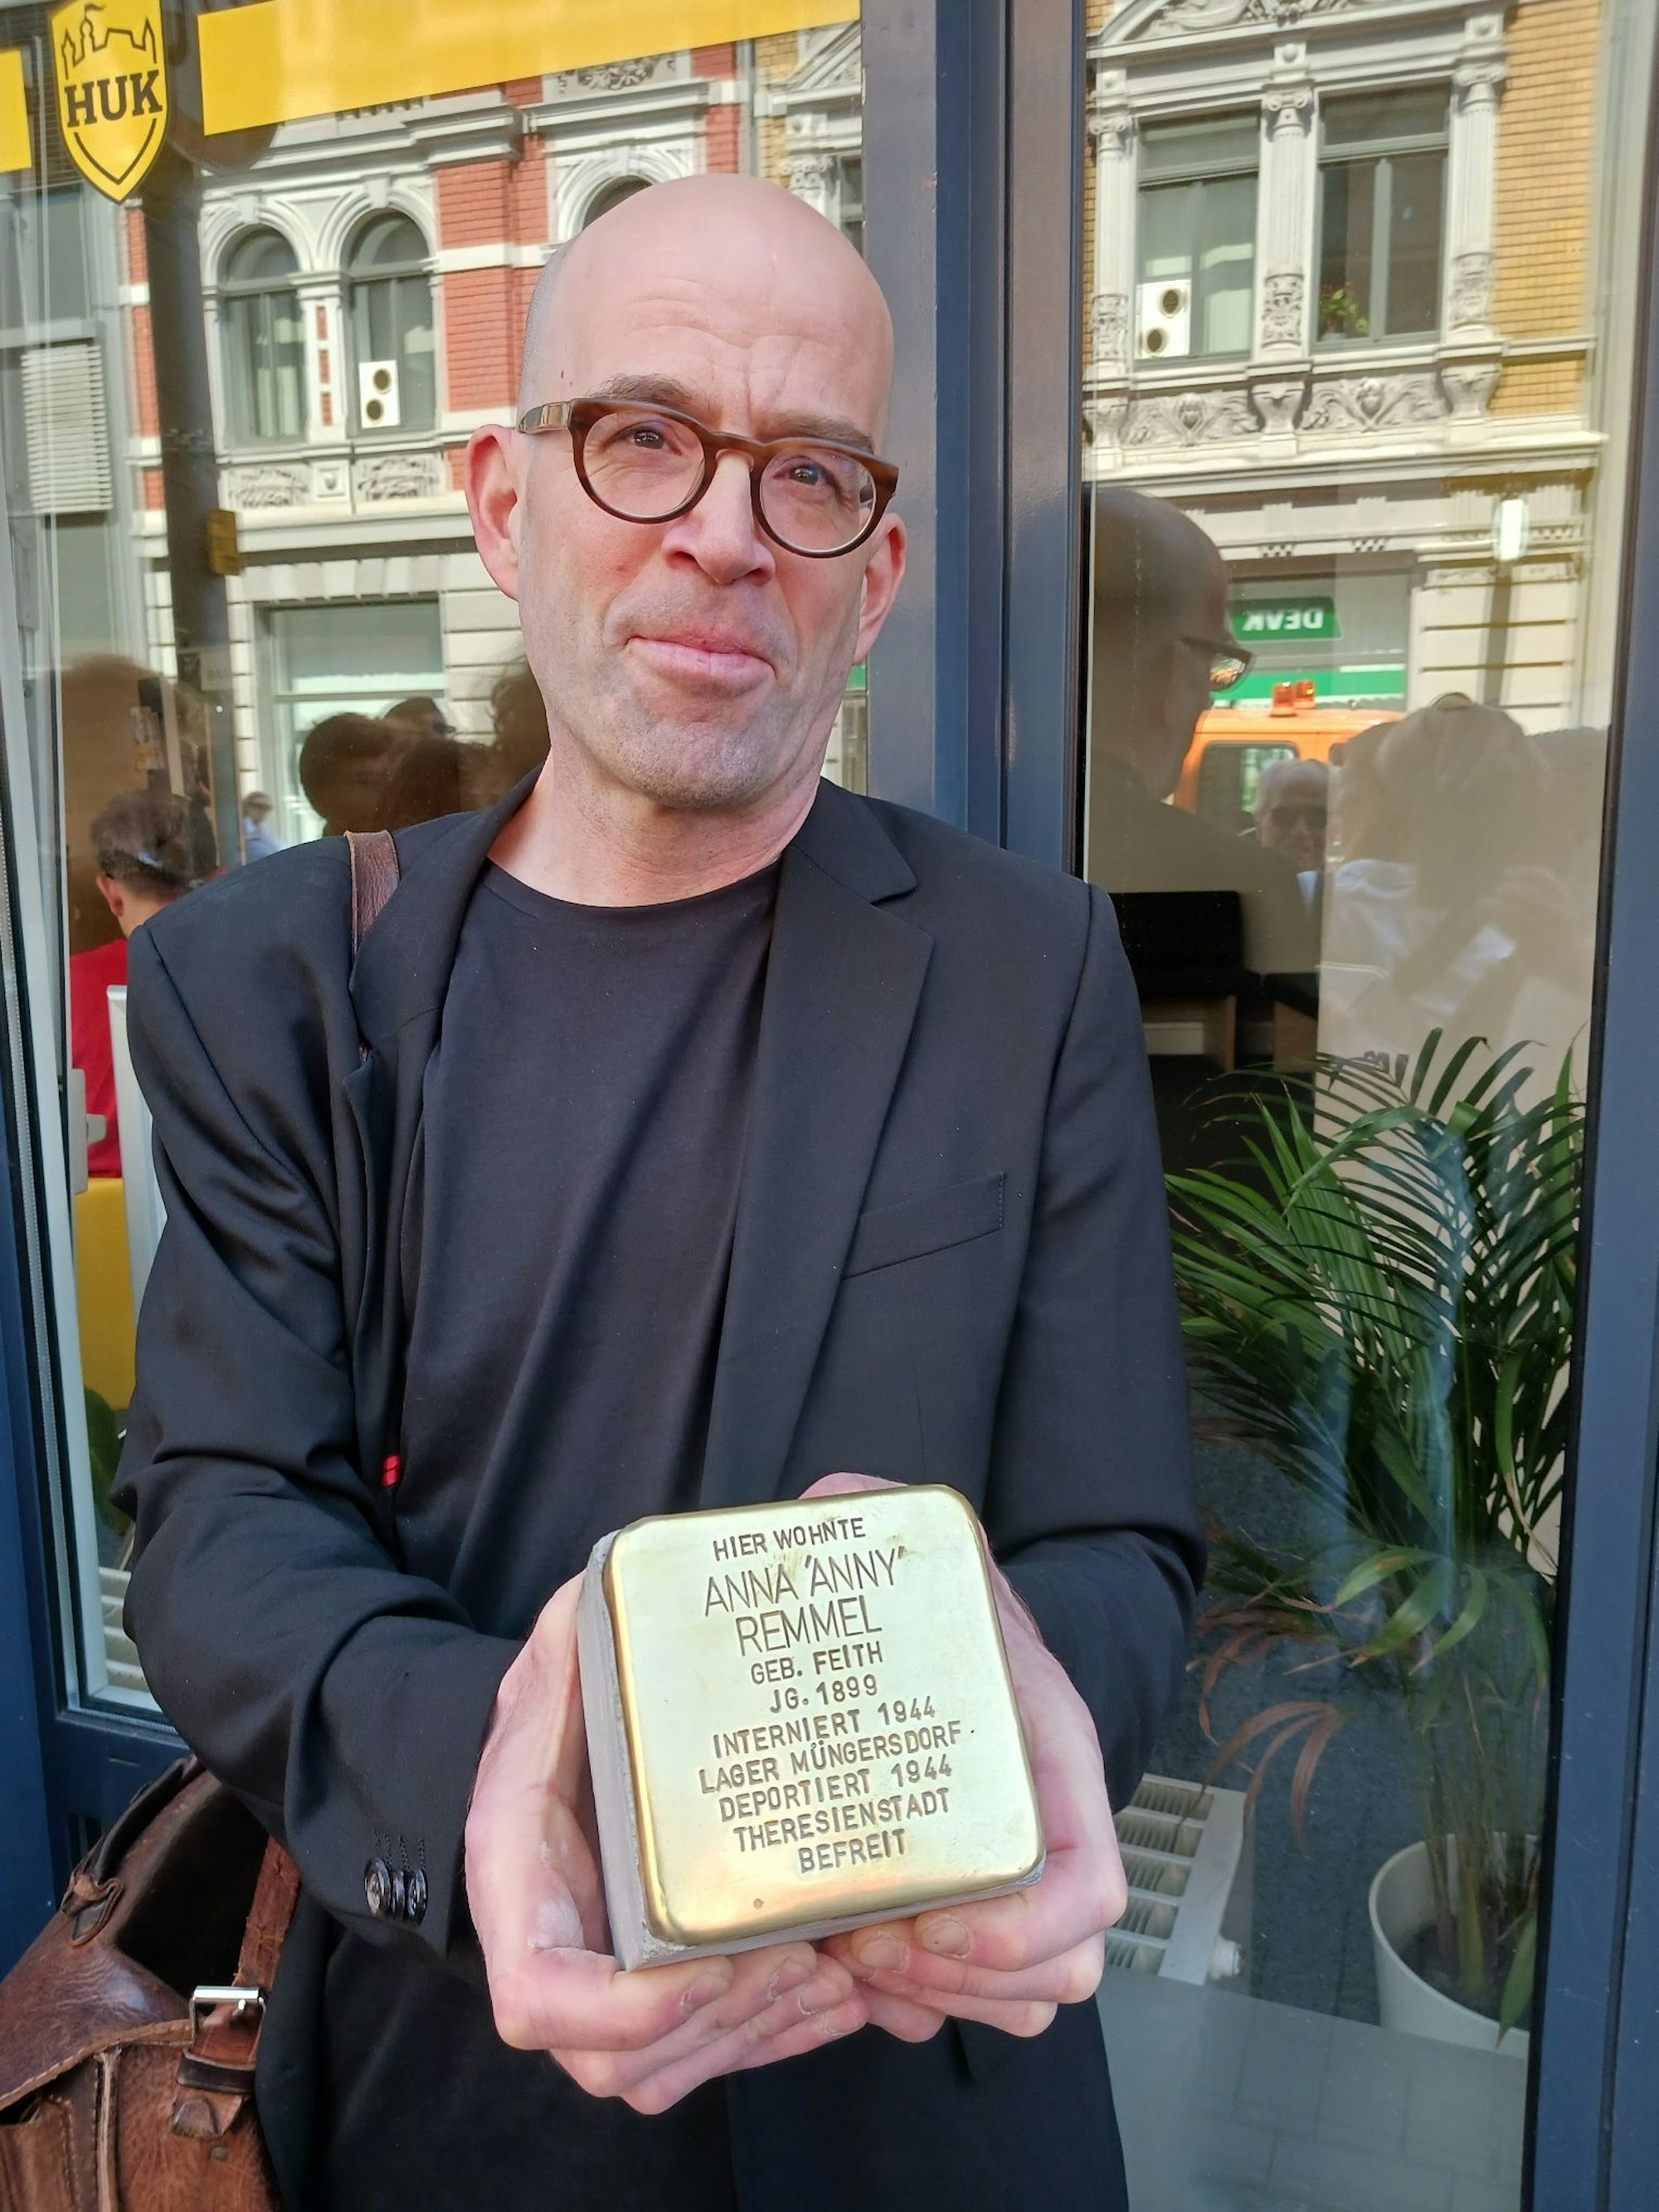 HUK
DEVK
HIER WOHNTE
ANNA 'ANNY'
REMMEL
GEB. FEITH
JG. 1899
INTERNIERT 1944
LAGER MÜNGERSDORF
DEPORTIERT 1944
THERESIENSTADT
BEFREIT